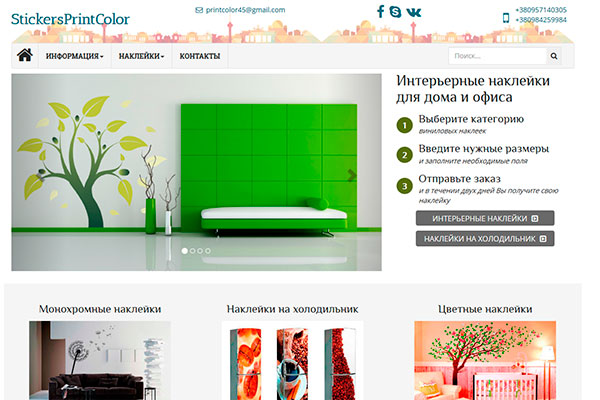 StickersPrintColor
printcolor45@gmail.com
+380957140305
+380984259984
ИНФОРМАЦИЯ
НАКЛЕЙКИ
КОНТАКТЫ
Поиск...
Интерьерные наклейки
для дома и офиса
1
Выберите категорию
виниловых наклеек
2
Введите нужные размеры
и заполните необходимые поля
3
Отправьте заказ
и в течении двух дней Вы получите свою
наклейку
ИНТЕРЬЕРНЫЕ НАКЛЕЙКИ
НАКЛЕЙКИ НА ХОЛОДИЛЬНИК
Монохромные наклейки
Наклейки на холодильник
Цветные наклейки